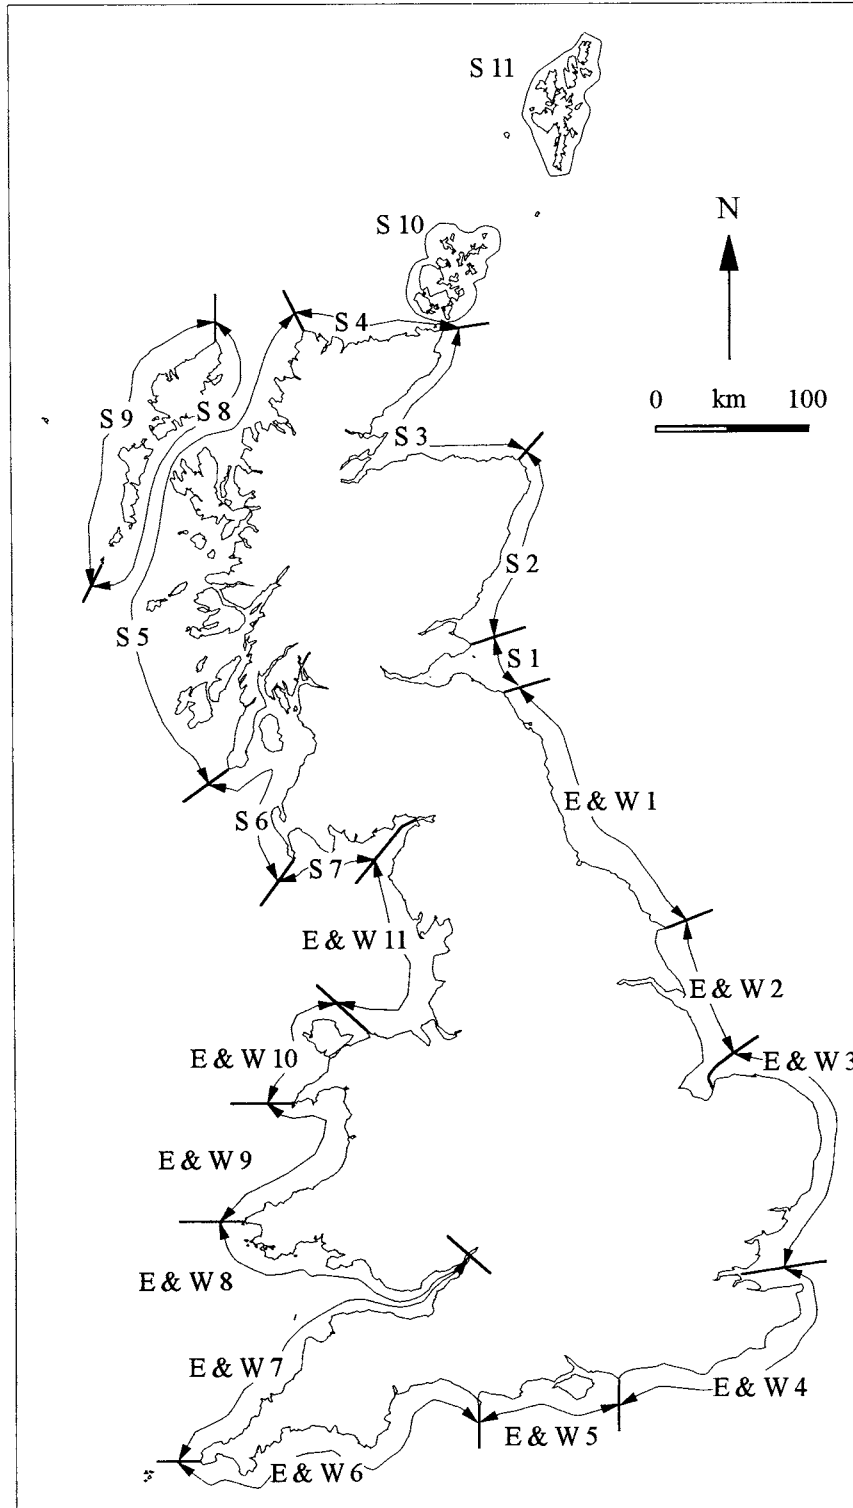 S 11
N
S 10
S 4
0 km 100
S 9
S 8
S 3
S 2
S 5
S 1
E & W 1
S 6
S 7
E & W 11
E & W 2
E & W 10
E & W 3
E & W 9
E & W 8
E & W 7
E & W 4
E & W 5
E & W 6